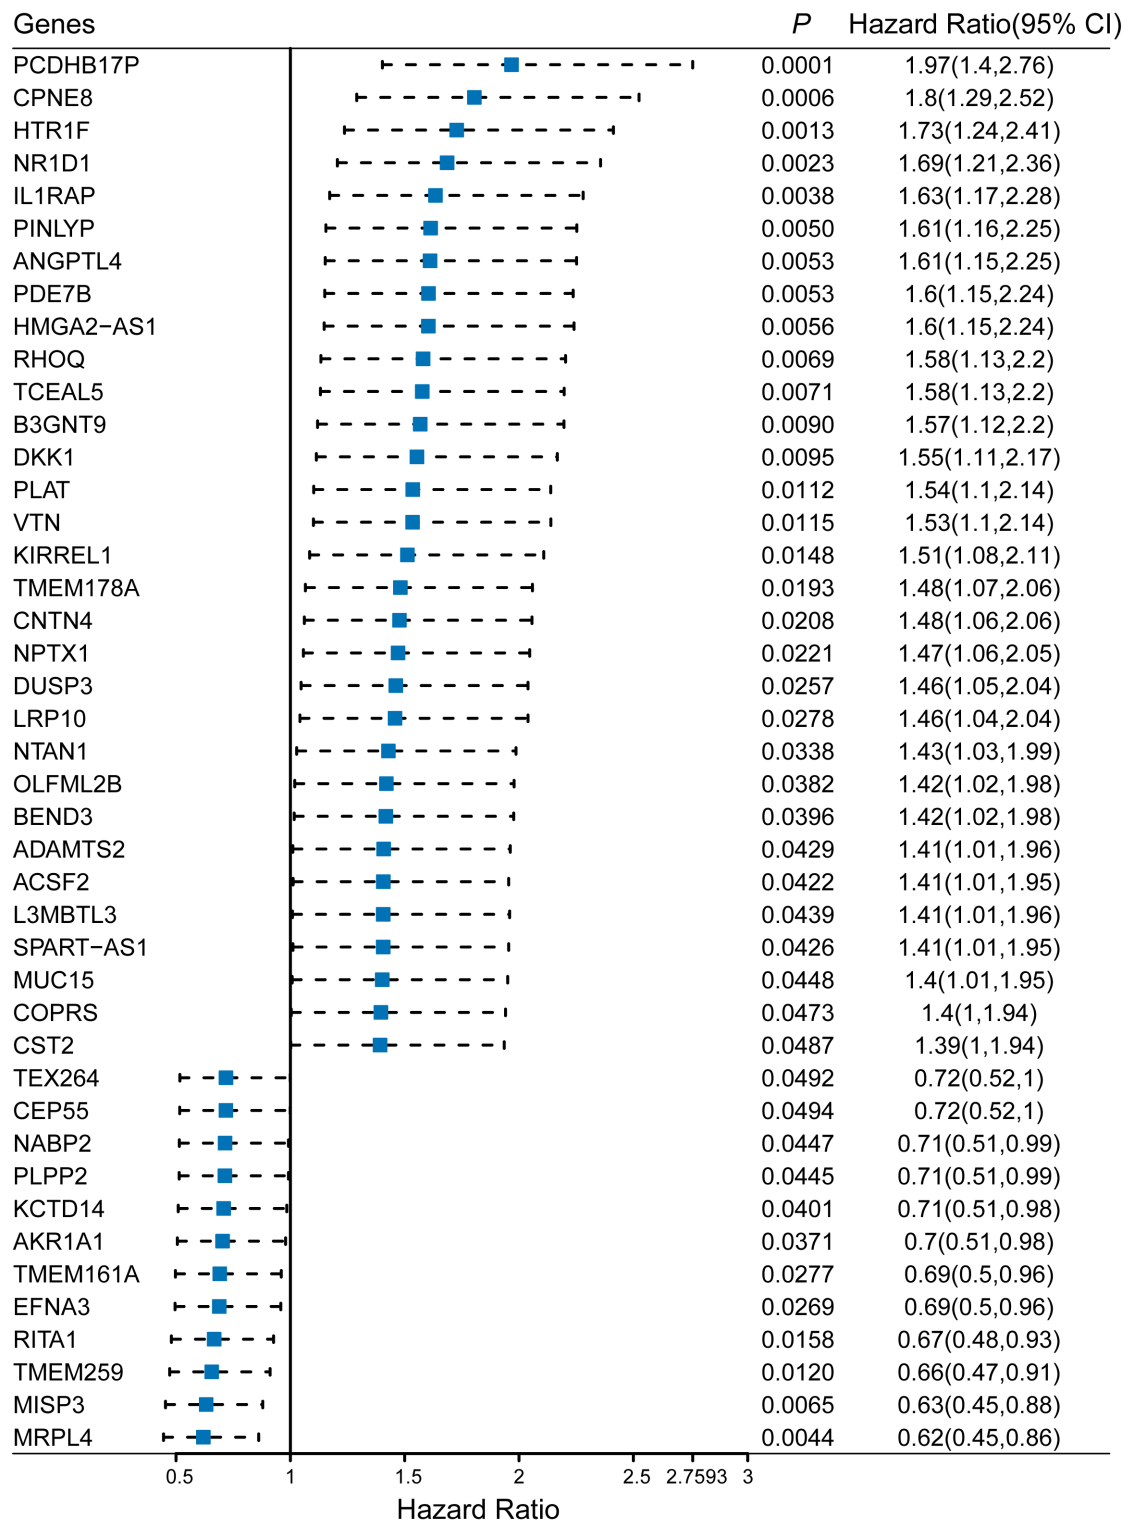 Genes P Hazard Ratio(95% CI)
PCDHB17P 0.0001 1.97(1.4,2.76)
CPNE8 0.0006 1.8(1.29,2.52)
HTR1F 0.0013 1.73(1.24,2.41)
NR1D1 0.0023 1.69(1.21,2.36)
IL1RAP 0.0038 1.63(1.17,2.28)
PINLYP 0.0050 1.61(1.16,2.25)
ANGPTL4 0.0053 1.61(1.15,2.25)
PDE7B 0.0053 1.6(1.15,2.24)
HMGA2−AS1 0.0056 1.6(1.15,2.24)
RHOQ 0.0069 1.58(1.13,2.2)
TCEAL5 0.0071 1.58(1.13,2.2)
B3GNT9 0.0090 1.57(1.12,2.2)
DKK1 0.0095 1.55(1.11,2.17)
PLAT 0.0112 1.54(1.1,2.14)
VTN 0.0115 1.53(1.1,2.14)
KIRREL1 0.0148 1.51(1.08,2.11)
TMEM178A 0.0193 1.48(1.07,2.06)
CNTN4 0.0208 1.48(1.06,2.06)
NPTX1 0.0221 1.47(1.06,2.05)
DUSP3 0.0257 1.46(1.05,2.04)
LRP10 0.0278 1.46(1.04,2.04)
NTAN1 0.0338 1.43(1.03,1.99)
OLFML2B 0.0382 1.42(1.02,1.98)
BEND3 0.0396 1.42(1.02,1.98)
ADAMTS2 0.0429 1.41(1.01,1.96)
ACSF2 0.0422 1.41(1.01,1.95)
L3MBTL3 0.0439 1.41(1.01,1.96)
SPART−AS1 0.0426 1.41(1.01,1.95)
MUC15 0.0448 1.4(1.01,1.95)
COPRS 0.0473 1.4(1,1.94)
CST2 0.0487 1.39(1,1.94)
TEX264 0.0492 0.72(0.52,1)
CEP55 0.0494 0.72(0.52,1)
NABP2 0.0447 0.71(0.51,0.99)
PLPP2 0.0445 0.71(0.51,0.99)
KCTD14 0.0401 0.71(0.51,0.98)
AKR1A1 0.0371 0.7(0.51,0.98)
TMEM161A 0.0277 0.69(0.5,0.96)
EFNA3 0.0269 0.69(0.5,0.96)
RITA1 0.0158 0.67(0.48,0.93)
TMEM259 0.0120 0.66(0.47,0.91)
MISP3 0.0065 0.63(0.45,0.88)
MRPL4 0.0044 0.62(0.45,0.86)
0.5 1 1.5 2 2.5 2.7593 3
Hazard Ratio